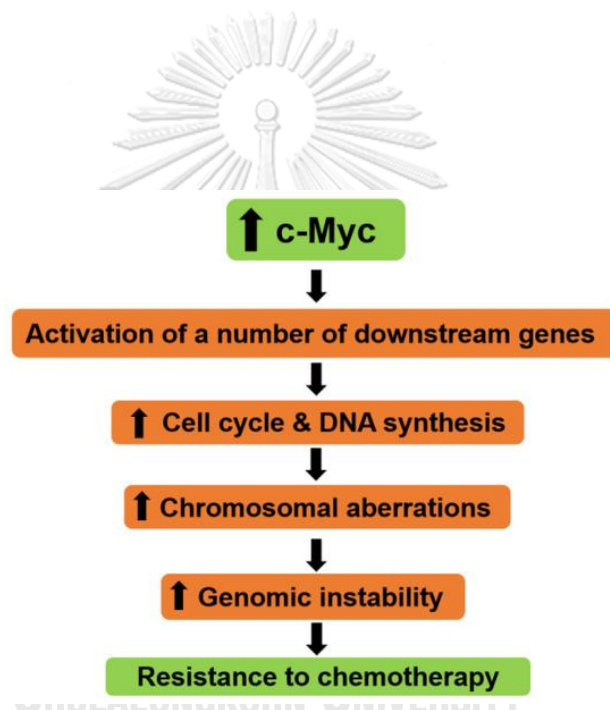 ⬆ c-Myc
Activation of a number of downstream genes
⬆ Cell cycle & DNA synthesis
⬆ Chromosomal aberrations
⬆ Genomic instability
Resistance to chemotherapy